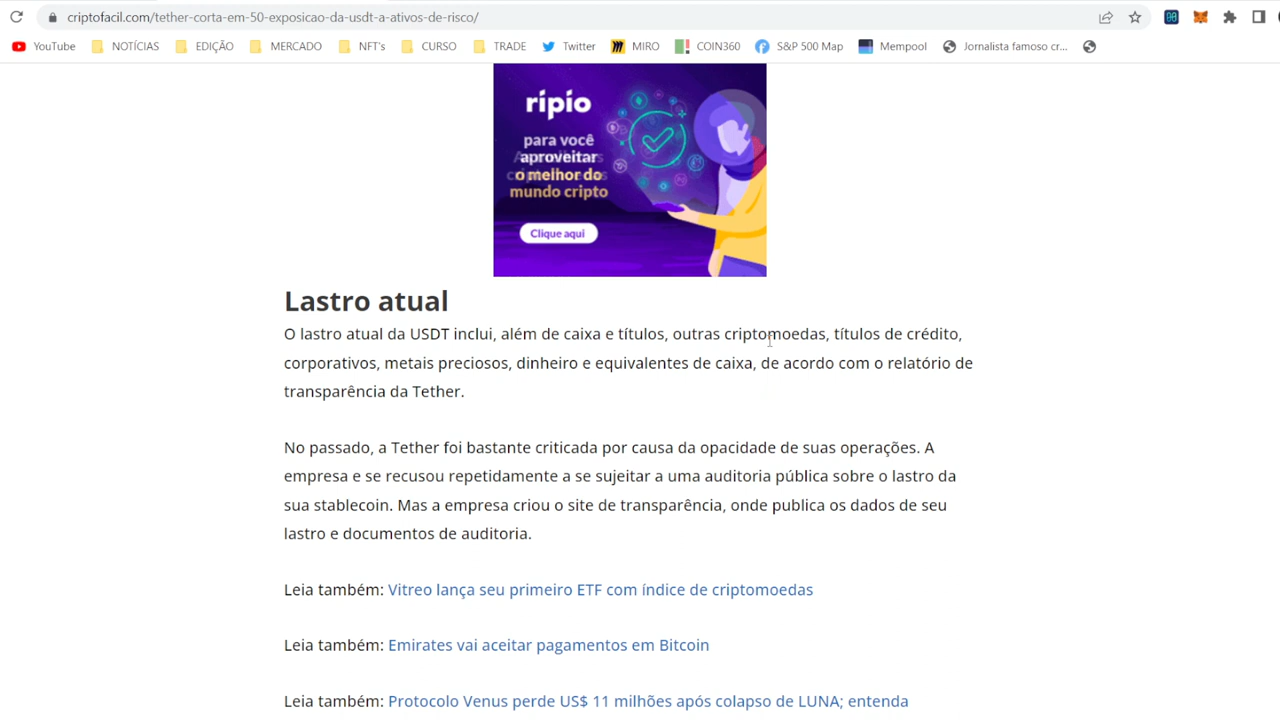 criptofacil.com/tether-corta-em-50-exposicao-da-usdt-a-ativos-de-risco/
YouTube NOTÍCIAS EDIÇÃO MERCADO NFT's CURSO TRADE Twitter MIRO COIN360 S&P 500 Map Mempool Jornalista famoso cr...
ripio
para você
aproveitar
o melhor do
mundo cripto
Clique aqui
Lastro atual
O lastro atual da USDT inclui, além de caixa e títulos, outras criptomoedas, títulos de crédito,
corporativos, metais preciosos, dinheiro e equivalentes de caixa, de acordo com o relatório de
transparência da Tether.
No passado, a Tether foi bastante criticada por causa da opacidade de suas operações. A
empresa e se recusou repetidamente a se sujeitar a uma auditoria pública sobre o lastro da
sua stablecoin. Mas a empresa criou o site de transparência, onde publica os dados de seu
lastro e documentos de auditoria.
Leia também: Vitreo lança seu primeiro ETF com índice de criptomoedas
Leia também: Emirates vai aceitar pagamentos em Bitcoin
Leia também: Protocolo Venus perde US$ 11 milhões após colapso de LUNA; entenda